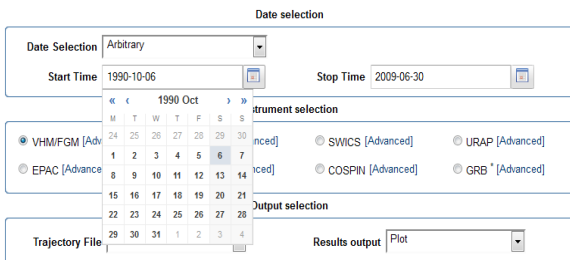 Date selection
Date Selection Arbitrary
Start Time 1990-10-06 Stop Time 2009-06-30
« ‹ 1990 Oct › »
M T W T F S S
24 25 26 27 28 29 30
1 2 3 4 5 6 7
8 9 10 11 12 13 14
15 16 17 18 19 20 21
22 23 24 25 26 27 28
29 30 31 1 2 3 4
strument selection
VHM/FGM [Adv nced] SWICS [Advanced] URAP [Advanced]
EPAC [Advance nced] COSPIN [Advanced] GRB * [Advanced]
Output selection
Trajectory File Results output Plot